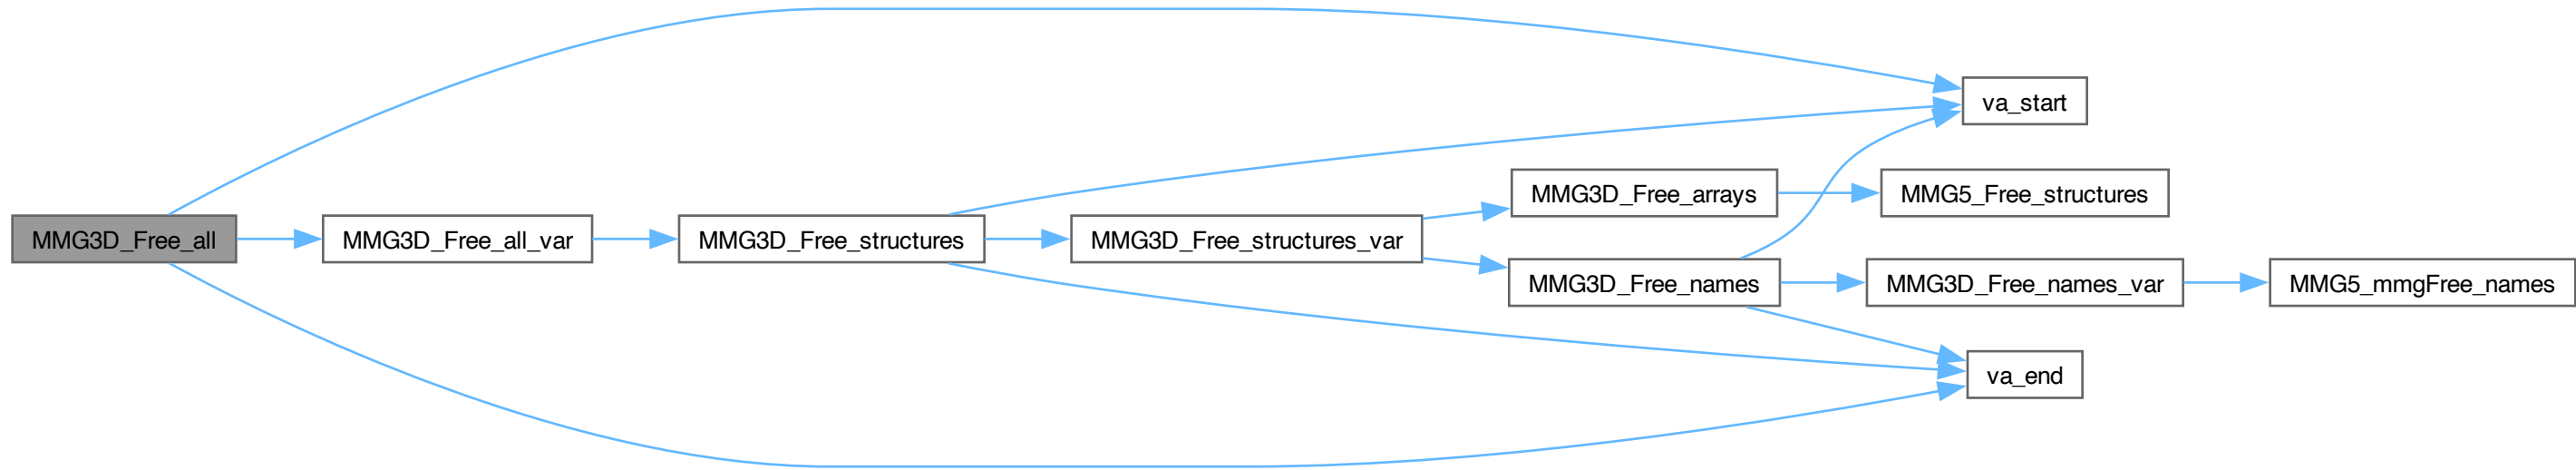 MMG3D_Free_all
MMG3D_Free_all_var
MMG3D_Free_structures
MMG3D_Free_structures_var
va_start
MMG3D_Free_arrays
MMG5_Free_structures
MMG3D_Free_names
MMG3D_Free_names_var
MMG5_mmgFree_names
va_end